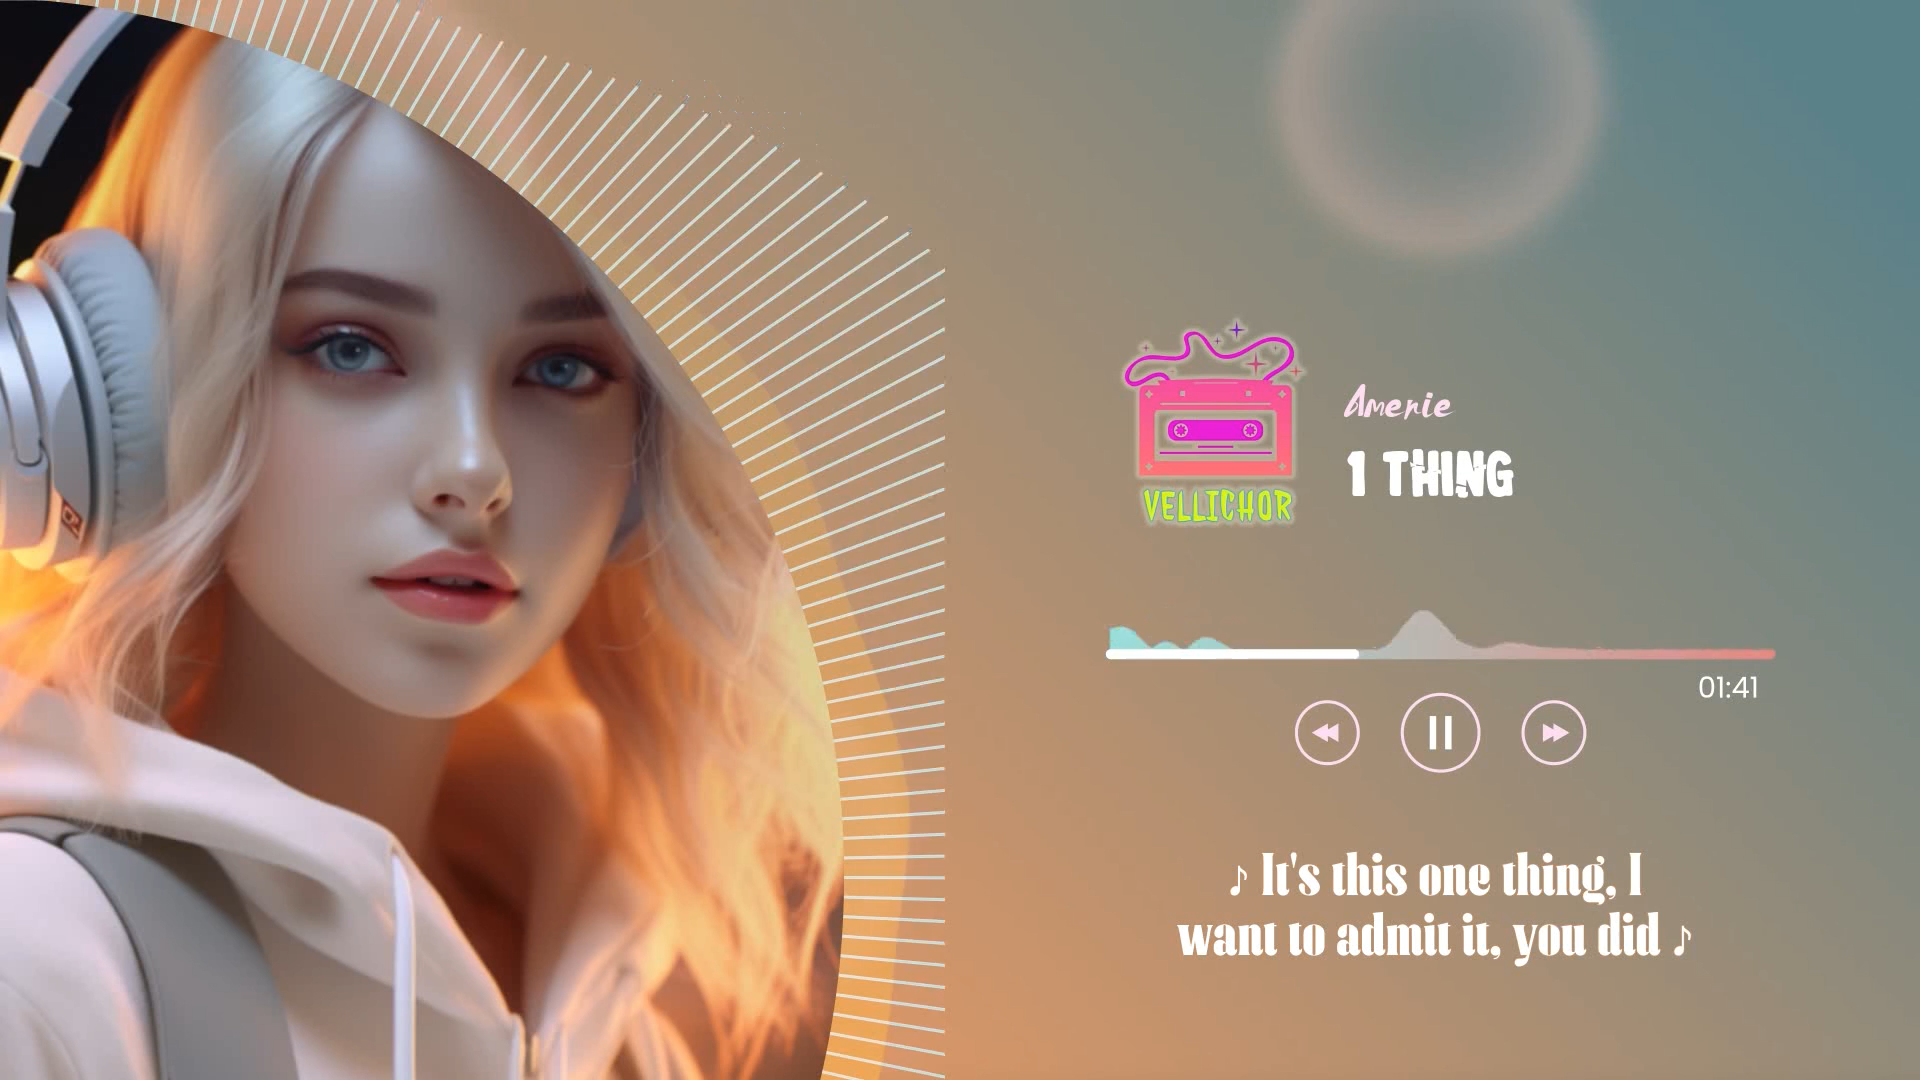 Amerie
1 THING
VELLICHOR
01:41
♪ It's this one thing, I
want to admit it, you did ♪